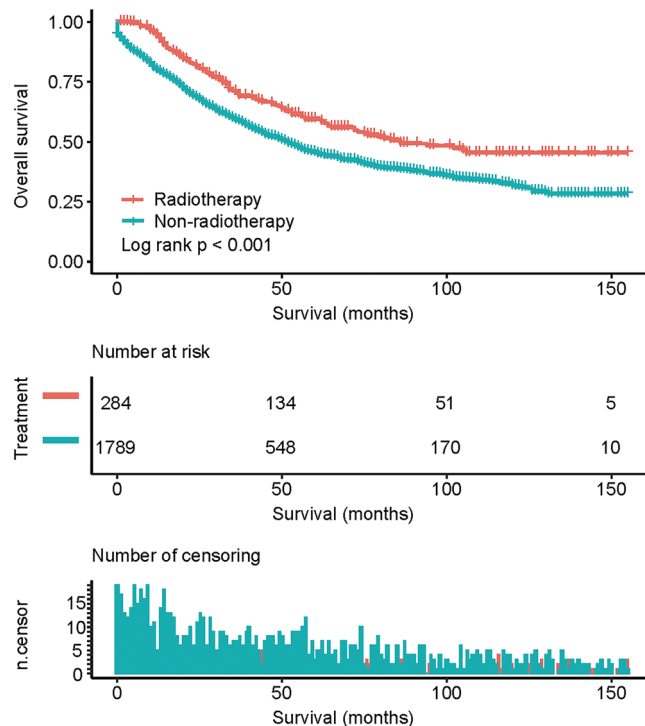 1.00
0.75
0.50
0.25
0.00
Overall survival
Radiotherapy
Non-radiotherapy
Log rank p < 0.001
0 50 100 150
Survival (months)
Number at risk
Treatment
284 134 51 5
1789 548 170 10
0 50 100 150
Survival (months)
Number of censoring
n.censor
15
10
5
0
0 50 100 150
Survival (months)